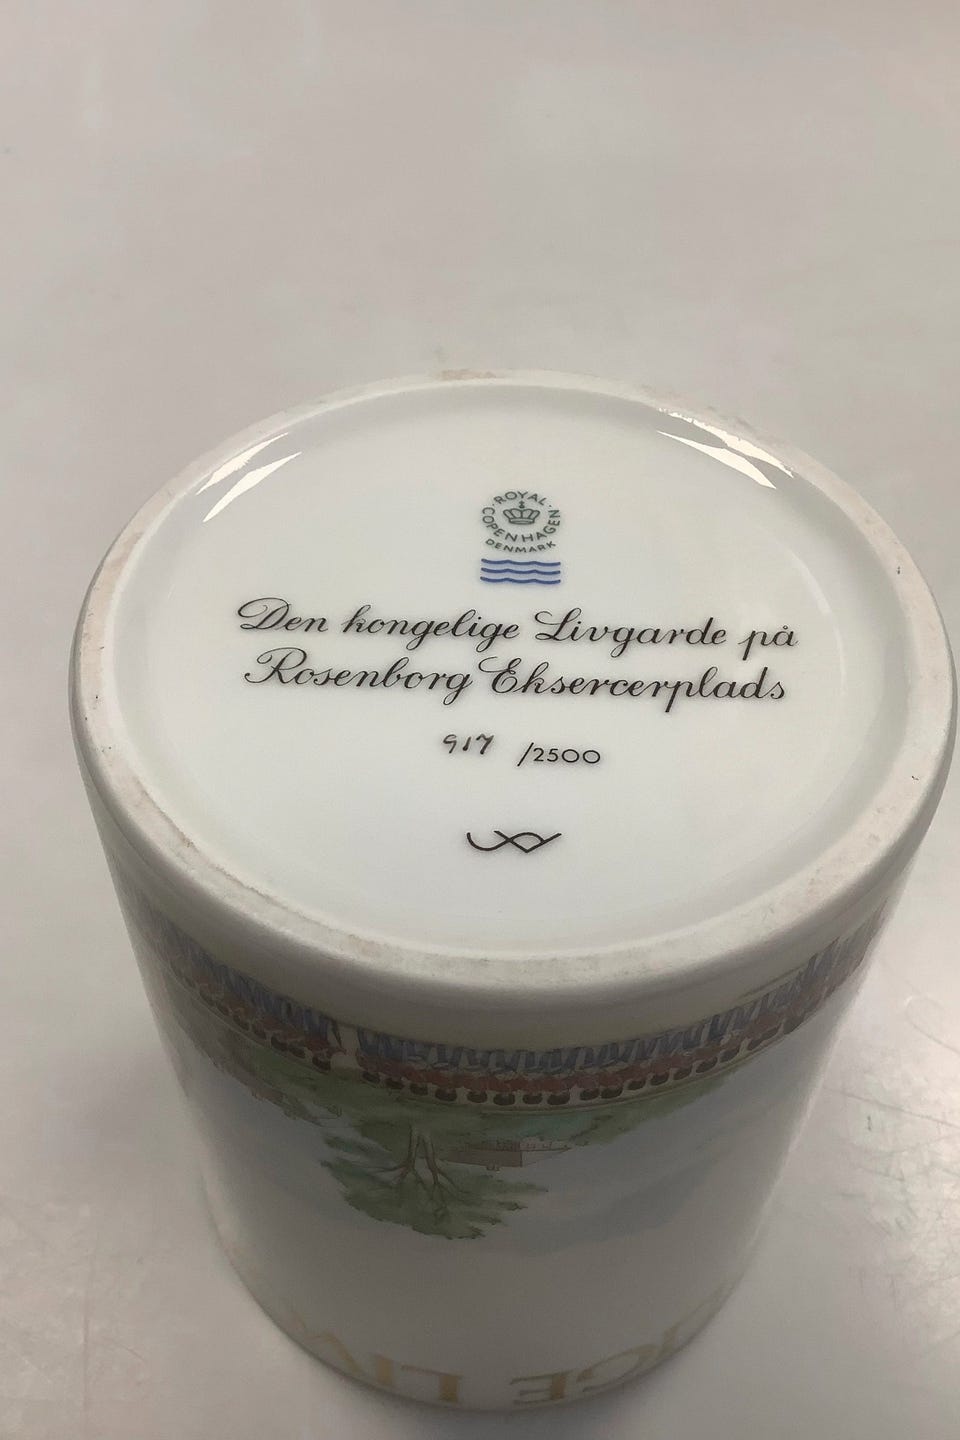 ROYAL
COPENHAGEN
DENMARK
Den kongelige Livgarde på
Rosenborg Eksercerplads
917 /2500